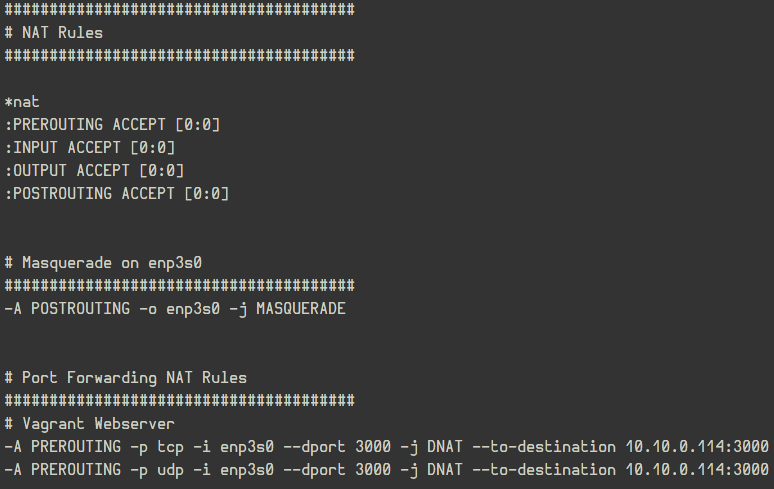 #######################################
# NAT Rules
#######################################
*nat
:PREROUTING ACCEPT [0:0]
:INPUT ACCEPT [0:0]
:OUTPUT ACCEPT [0:0]
:POSTROUTING ACCEPT [0:0]
# Masquerade on enp3s0
#######################################
-A POSTROUTING -o enp3s0 -j MASQUERADE
# Port Forwarding NAT Rules
#######################################
# Vagrant Webserver
-A PREROUTING -p tcp -i enp3s0 --dport 3000 -j DNAT --to-destination 10.10.0.114:3000
-A PREROUTING -p udp -i enp3s0 --dport 3000 -j DNAT --to-destination 10.10.0.114:3000